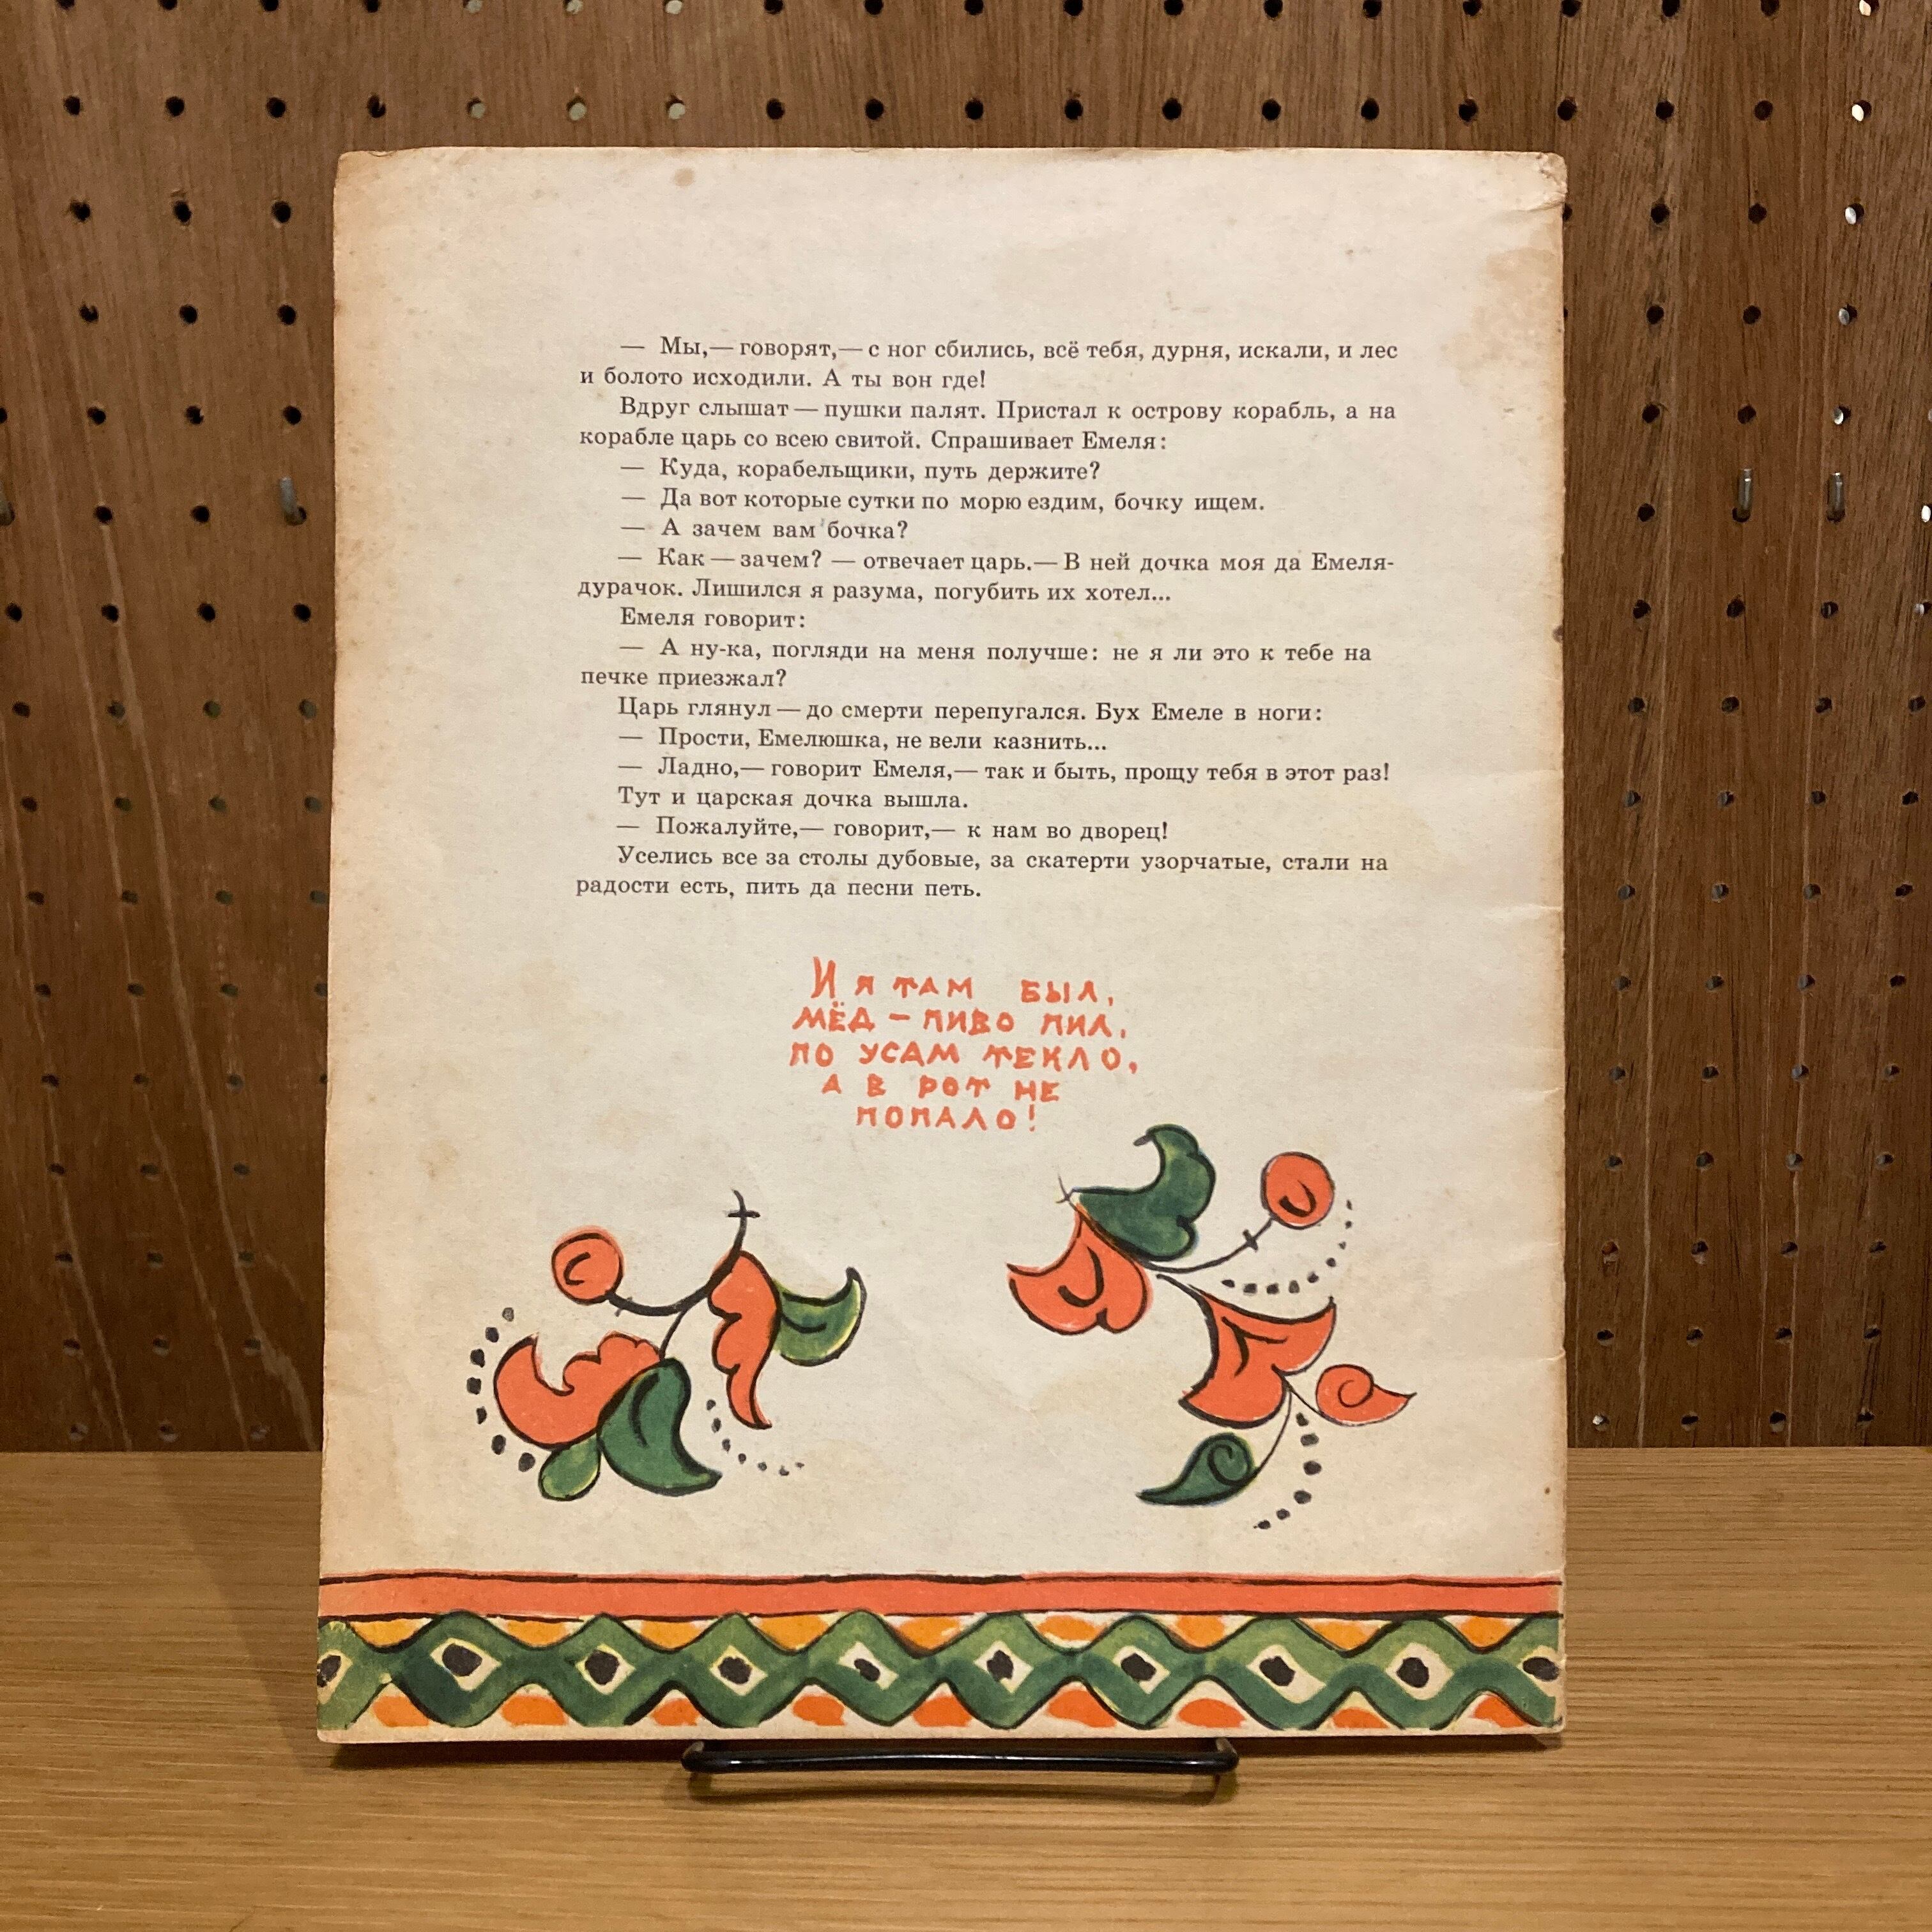 — Мы,— говорят,— с ног сбились, всё тебя, дурня, искали, и лес
и болото исходили. А ты вон где!
Вдруг слышат — пушки палят. Пристал к острову корабль, а на
корабле царь со всею свитой. Спрашивает Емеля:
— Куда, корабельщики, путь держите?
— Да вот которые сутки по морю ездим, бочку ищем.
— А зачем вам бочка?
— Как — зачем? — отвечает царь.— В ней дочка моя да Емеля-
дурачок. Лишился я разума, погубить их хотел...
Емеля говорит:
— А ну-ка, погляди на меня получше: не я ли это к тебе на
печке приезжал?
Царь глянул — до смерти перепугался. Бух Емеле в ноги:
— Прости, Емелюшка, не вели казнить...
— Ладно,— говорит Емеля,— так и быть, прощу тебя в этот раз!
Тут и царская дочка вышла.
— Пожалуйте,— говорит,— к нам во дворец!
Уселись все за столы дубовые, за скатерти узорчатые, стали на
радости есть, пить да песни петь.
И Я ТАМ БЫЛ,
МЁД - ПИВО ПИЛ,
ПО УСАМ ТЕКЛО,
А В РОТ НЕ
ПОПАЛО!